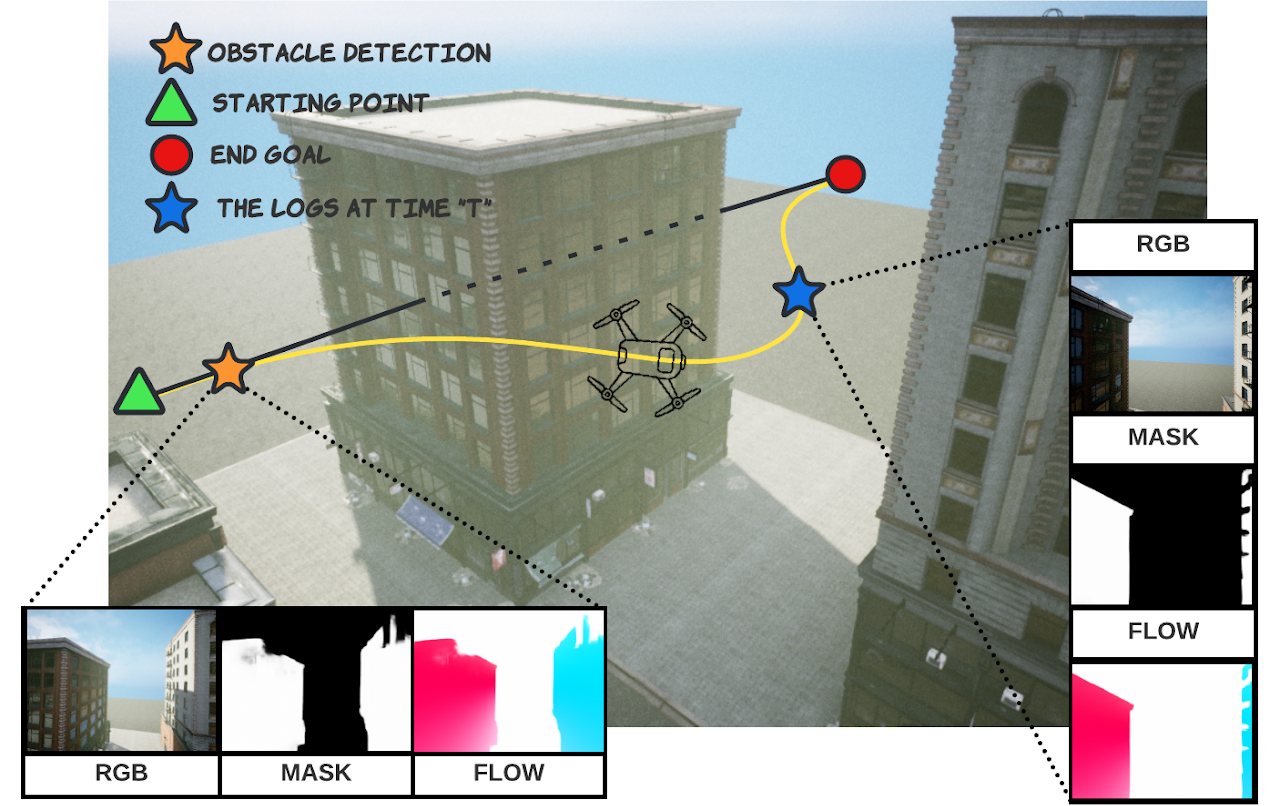 OBSTACLE DETECTION
STARTING POINT
END GOAL
THE LOGS AT TIME "T"
RGB
MASK
FLOW
RGB MASK FLOW